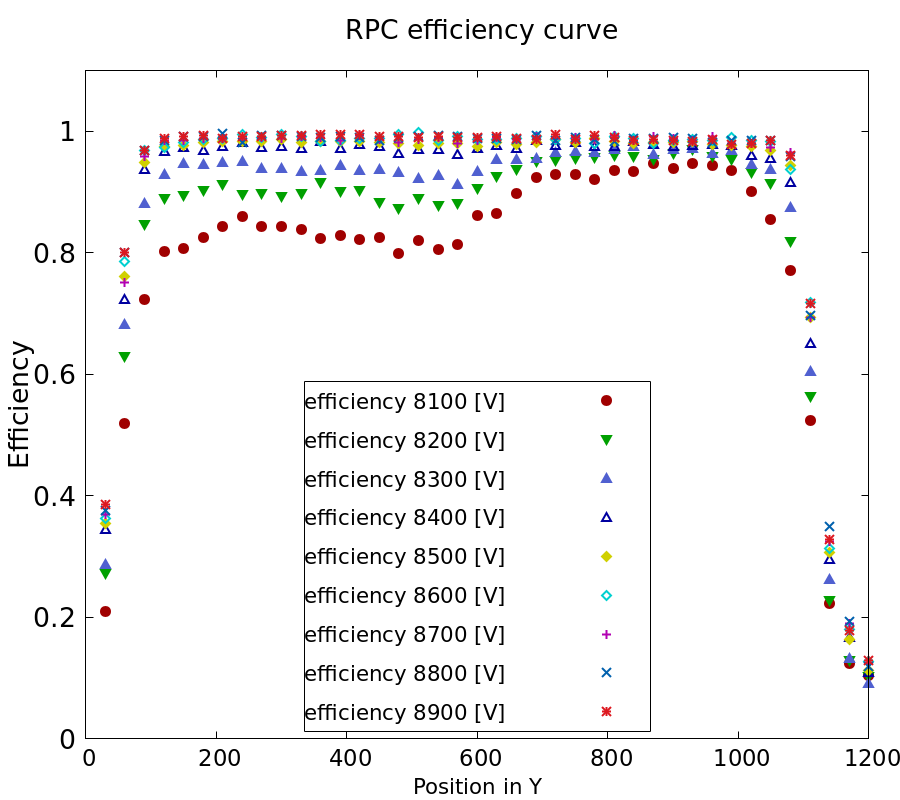 RPC efficiency curve
1
0.8
0.6
0.4
0.2
0
Efficiency
efficiency 8100 [V]
efficiency 8200 [V]
efficiency 8300 [V]
efficiency 8400 [V]
efficiency 8500 [V]
efficiency 8600 [V]
efficiency 8700 [V]
efficiency 8800 [V]
efficiency 8900 [V]
0 200 400 600 800 1000 1200
Position in Y